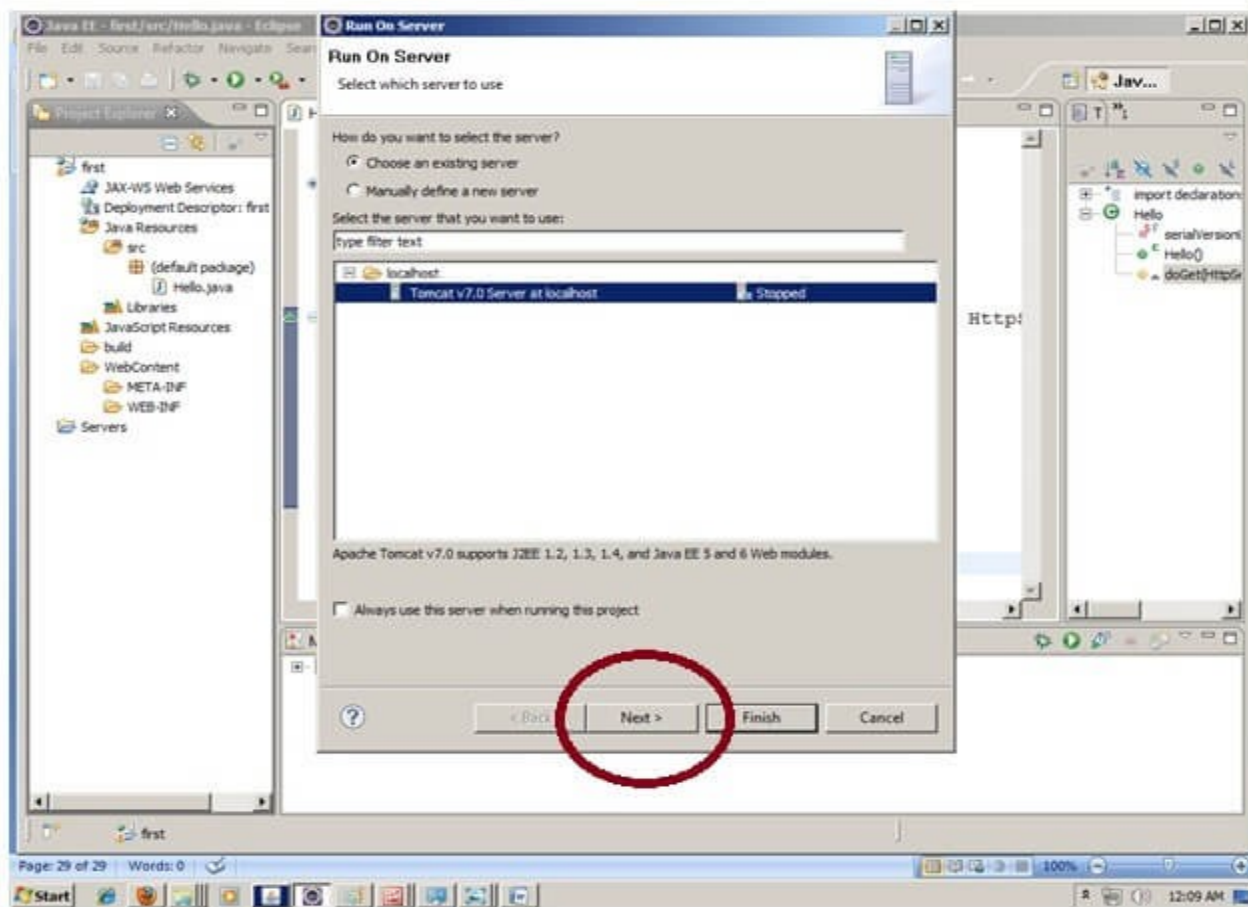 Java EE - first/src/Hello.java - Eclipse
File Edit Source Refactor Navigate Sear
Project Explorer
first
JAX-WS Web Services
Deployment Descriptor: first
Java Resources
src
(default package)
Hello.java
Libraries
JavaScript Resources
build
WebContent
META-INF
WEB-INF
Servers
H
M
Run On Server
Run On Server
Select which server to use
How do you want to select the server?
Choose an existing server
Manually define a new server
Select the server that you want to use:
type filter text
localhost
Tomcat v7.0 Server at localhost Stopped
Apache Tomcat v7.0 supports J2EE 1.2, 1.3, 1.4, and Java EE 5 and 6 Web modules.
Always use this server when running this project
< Back Next > Finish Cancel
HttpS
Jav...
import declarations
Hello
serialVersionU
Hello()
doGet(HttpSe
first
Page: 29 of 29 Words: 0 100%
Start 12:09 AM